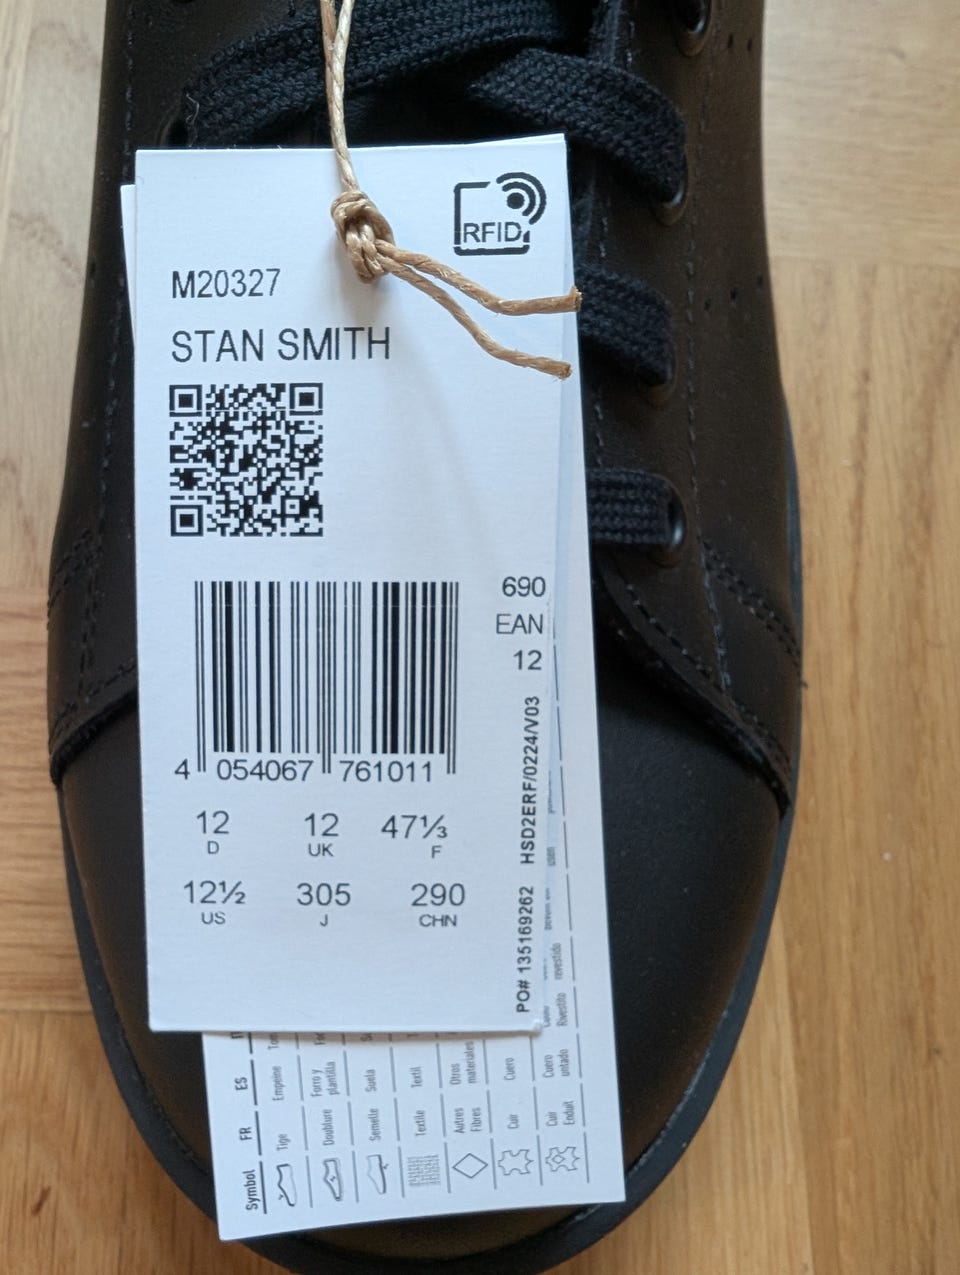 RFID
M20327
STAN SMITH
690
EAN
12
4 054067 761011
12 12 47⅓
D UK F
12½ 305 290
US J CHN
PO# 135169262 HSD2ERF/0224/V03
Symbol FR ES
Tige Empeine
Doublure Forro y plantilla
Semelle Suela
Textile Textil
Autres Fibres Otros materiales
Cuir Cuero
Cuir Enduit Cuero untado Rivestito revestido